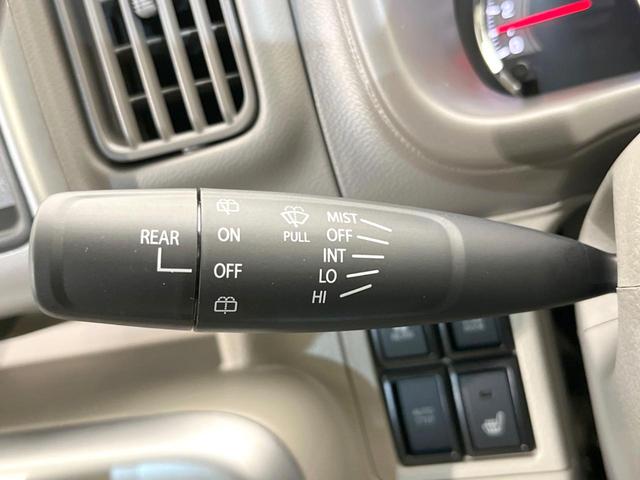 REAR
ON
OFF
PULL
MIST
OFF
INT
LO
HI